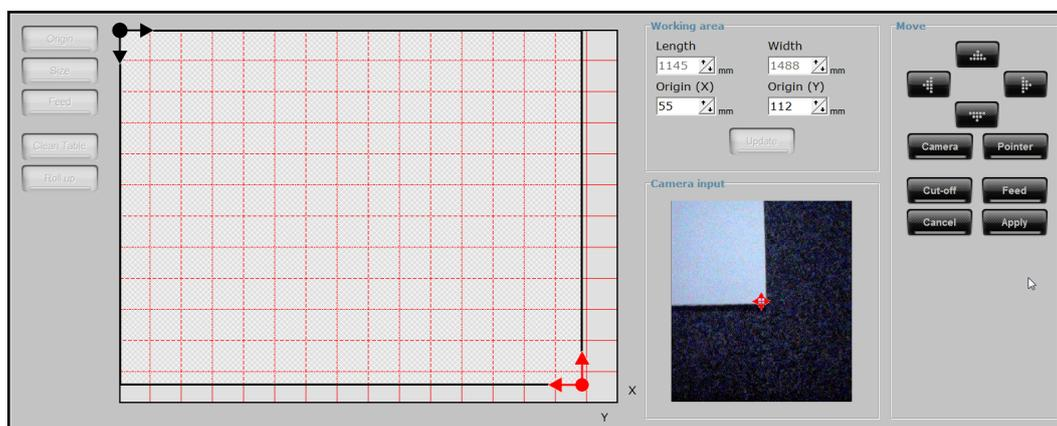 Origin
Size
Feed
Clean Table
Roll up
X
Y
Working area
Length
Width
1145 mm
1488 mm
Origin (X)
Origin (Y)
55 mm
112 mm
Update
Camera input
Move
Camera
Pointer
Cut-off
Feed
Cancel
Apply